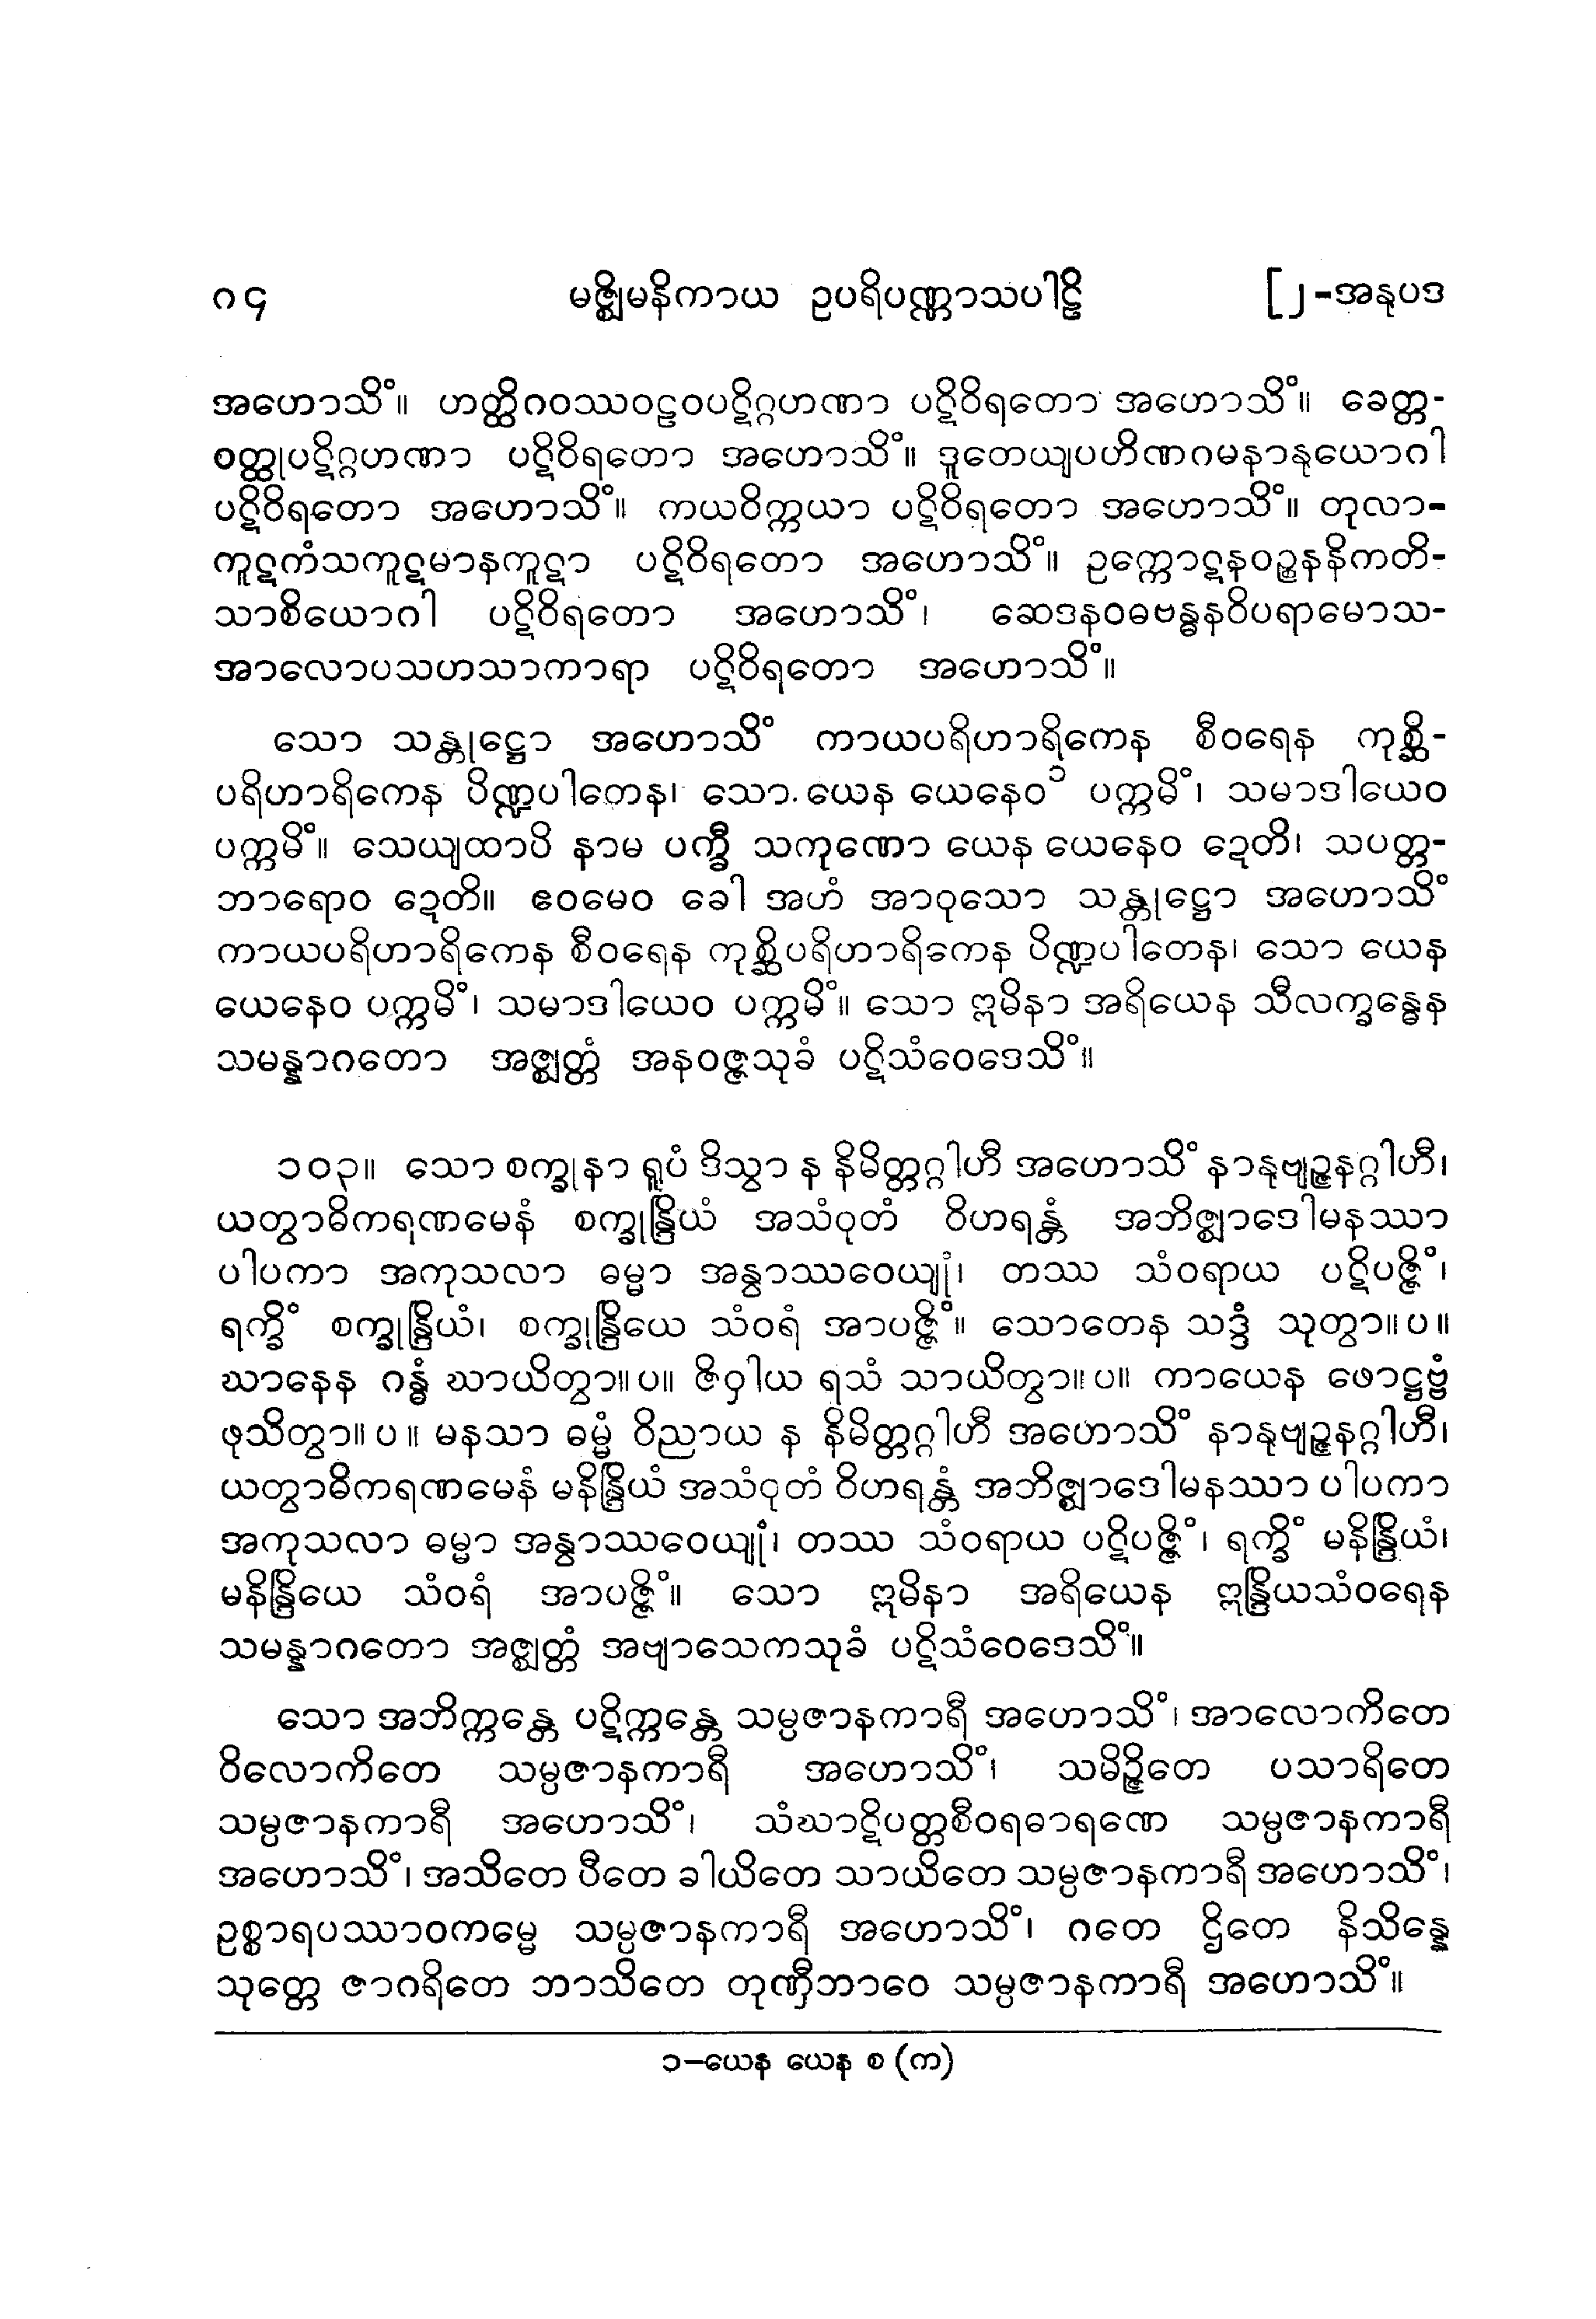 ၈၄ မဇ္ဈိမနိကာယ ဥပရိပဏ္ဏာသပါဠိ [၂-အနုပဒ
အဟောသိံ။ ဟတ္ထိဂဝဿဝဠဝပဋိဂ္ဂဟဏာ ပဋိဝိရတော အဟောသိံ။ ခေတ္တ-
ဝတ္ထုပဋိဂ္ဂဟဏာ ပဋိဝိရတော အဟောသိံ။ ဒူတေယျပဟိဏဂမနာနုယောဂါ
ပဋိဝိရတော အဟောသိံ။ ကယဝိက္ကယာ ပဋိဝိရတော အဟောသိံ။ တုလာ-
ကူဋကံသကူဋမာနကူဋာ ပဋိဝိရတော အဟောသိံ။ ဥက္ကောဋနဝဉ္စနနိကတိ-
သာစိယောဂါ ပဋိဝိရတော အဟောသိံ၊ ဆေဒနဝဓဗန္ဓနဝိပရာမောသ-
အာလောပသဟသာကာရာ ပဋိဝိရတော အဟောသိံ။
သော သန္တုဋ္ဌော အဟောသိံ ကာယပရိဟာရိကေန စီဝရေန ကုစ္ဆိ-
ပရိဟာရိကေန ပိဏ္ဍပါတေန၊ သော ယေန ယေနေဝ၁ ပက္ကမိံ၊ သမာဒါယေဝ
ပက္ကမိံ။ သေယျထာပိ နာမ ပက္ခီ သကုဏော ယေန ယေနေဝ ဍေတိ၊ သပတ္တ-
ဘာရောဝ ဍေတိ။ ဧဝမေဝ ခေါ အဟံ အာဝုသော သန္တုဋ္ဌော အဟောသိံ
ကာယပရိဟာရိကေန စီဝရေန ကုစ္ဆိပရိဟာရိကေန ပိဏ္ဍပါတေန၊ သော ယေန
ယေနေဝ ပက္ကမိံ၊ သမာဒါယေဝ ပက္ကမိံ။ သော ဣမိနာ အရိယေန သီလက္ခန္ဓေန
သမန္နာဂတော အဇ္ဈတ္တံ အနဝဇ္ဇသုခံ ပဋိသံဝေဒေသိံ။
၁၀၃။ သော စက္ခုနာ ရူပံ ဒိသွာ န နိမိတ္တဂ္ဂါဟီ အဟောသိံ နာနုဗျဉ္ဇနဂ္ဂါဟီ၊
ယတွာဓိကရဏမေနံ စက္ခုန္ဒြိယံ အသံဝုတံ ဝိဟရန္တံ အဘိဇ္ဈာဒေါမနဿာ
ပါပကာ အကုသလာ ဓမ္မာ အန္വာဿဝေယျုံ၊ တဿ သံဝရာယ ပဋိပဇ္ဇိံ၊
ရက္ခိံ စက္ခုန္ဒြိယံ၊ စက္ခုန္ဒြိယေ သံဝရံ အာပဇ္ဇိံ။ သောတေန သဒ္ဒံ သုတွာ။ပ။
ဃာနေန ဂန္ဓံ ဃာယိတွာ။ပ။ ဇိဝှါယ ရသံ သာယိတွာ။ပ။ ကာယေန ဖောဋ္ဌဗ္ဗံ
ဖုသိတွာ။ပ။ မနသာ ဓမ္မံ ဝိညာယ န နိမိတ္တဂ္ဂါဟီ အဟောသိံ နာနုဗျဉ္ဇနဂ္ဂါဟီ၊
ယတွာဓိကရဏမေနံ မနိန္ဒြိယံ အသံဝုတံ ဝိဟရန္တံ အဘိဇ္ဈာဒေါမနဿာ ပါပကာ
အကုသလာ ဓမ္မာ အန္വာဿဝေယျုံ၊ တဿ သံဝရာယ ပဋိပဇ္ဇိံ၊ ရက္ခိံ မနိန္ဒြိယံ၊
မနိန္ဒြိယေ သံဝရံ အာပဇ္ဇိံ။ သော ဣမိနာ အရိယေန ဣန္ဒြိယသံဝရေန
သမန္နာဂတော အဇ္ဈတ္တံ အဗျာသေကသုခံ ပဋိသံဝေဒေသိံ။
သော အဘိက္ကန္တေ ပဋိက္ကန္တေ သမ္ပဇာနကာရီ အဟောသိံ၊ အာလောကိတေ
ဝိလောကိတေ သမ္ပဇာနကာရီ အဟောသိံ၊ သမိဉ္ဇိတေ ပသာရိတေ
သမ္ပဇာနကာရီ အဟောသိံ၊ သံဃာဋိပတ္တစီဝရဓာရဏေ သမ္ပဇာနကာရီ
အဟောသိံ၊ အသိတေ ပီတေ ခါယိတေ သာယိတေ သမ္ပဇာနကာရီ အဟောသိံ၊
ဥစ္စာရပဿာဝကမ္မေ သမ္ပဇာနကာရီ အဟောသိံ၊ ဂတေ ဌိတေ နိသိန္နေ
သုတ္တေ ဇာဂရိတေ ဘာသိတေ တုဏှီဘာဝေ သမ္ပဇာနကာရီ အဟောသိံ။
၁-ယေန ယေန စ (က)